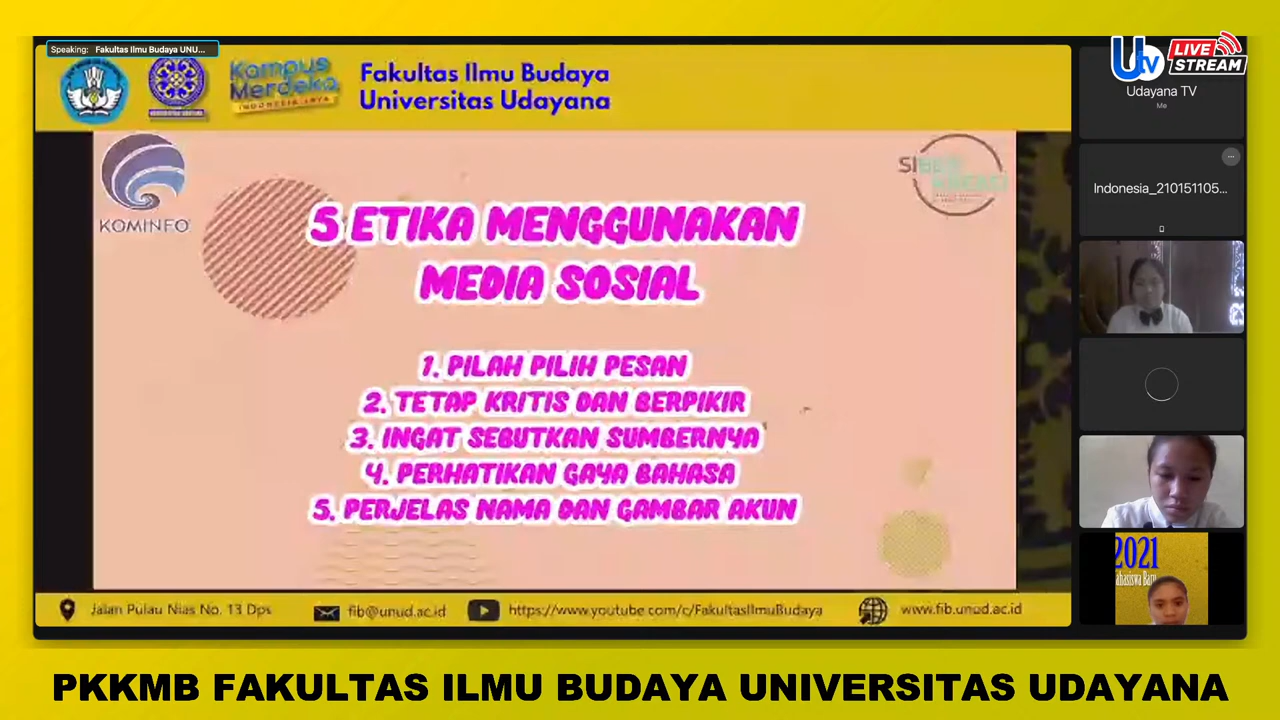 Speaking: Fakultas Ilmu Budaya UNU...
Kampus
Merdeka
INDONESIA JAYA
Fakultas Ilmu Budaya
Universitas Udayana
U tv LIVE STREAM
Udayana TV
Me
Indonesia_210151105...
KOMINFO
5 ETIKA MENGGUNAKAN
MEDIA SOSIAL
1. PILAH PILIH PESAN
2. TETAP KRITIS DAN BERPIKIR
3. INGAT SEBUTKAN SUMBERNYA
4. PERHATIKAN GAYA BAHASA
5. PERJELAS NAMA DAN GAMBAR AKUN
2021
Jalan Pulau Nias No. 13 Dps
fib@unud.ac.id
https://www.youtube.com/c/FakultasIlmuBudaya
www.fib.unud.ac.id
PKKMB FAKULTAS ILMU BUDAYA UNIVERSITAS UDAYANA